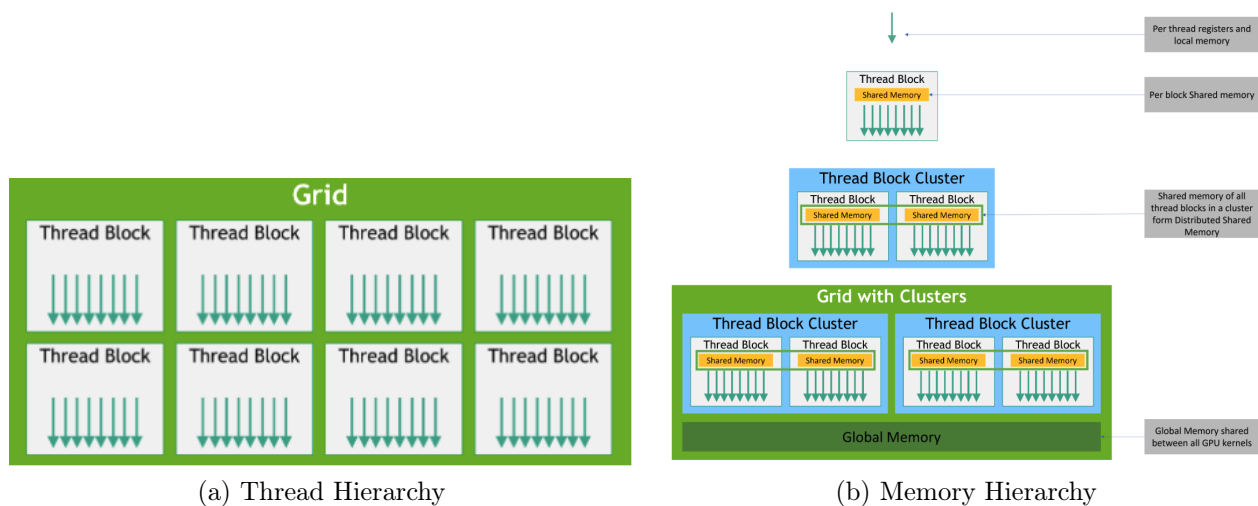 Grid
Thread Block Thread Block Thread Block Thread Block
Thread Block Thread Block Thread Block Thread Block
(a) Thread Hierarchy
Per thread registers and
local memory
Thread Block
Shared Memory
Per block Shared memory
Thread Block Cluster
Thread Block Thread Block
Shared Memory Shared Memory
Shared memory of all
thread blocks in a cluster
form Distributed Shared
Memory
Grid with Clusters
Thread Block Cluster Thread Block Cluster
Thread Block Thread Block Thread Block Thread Block
Shared Memory Shared Memory Shared Memory Shared Memory
Global Memory
Global Memory shared
between all GPU kernels
(b) Memory Hierarchy